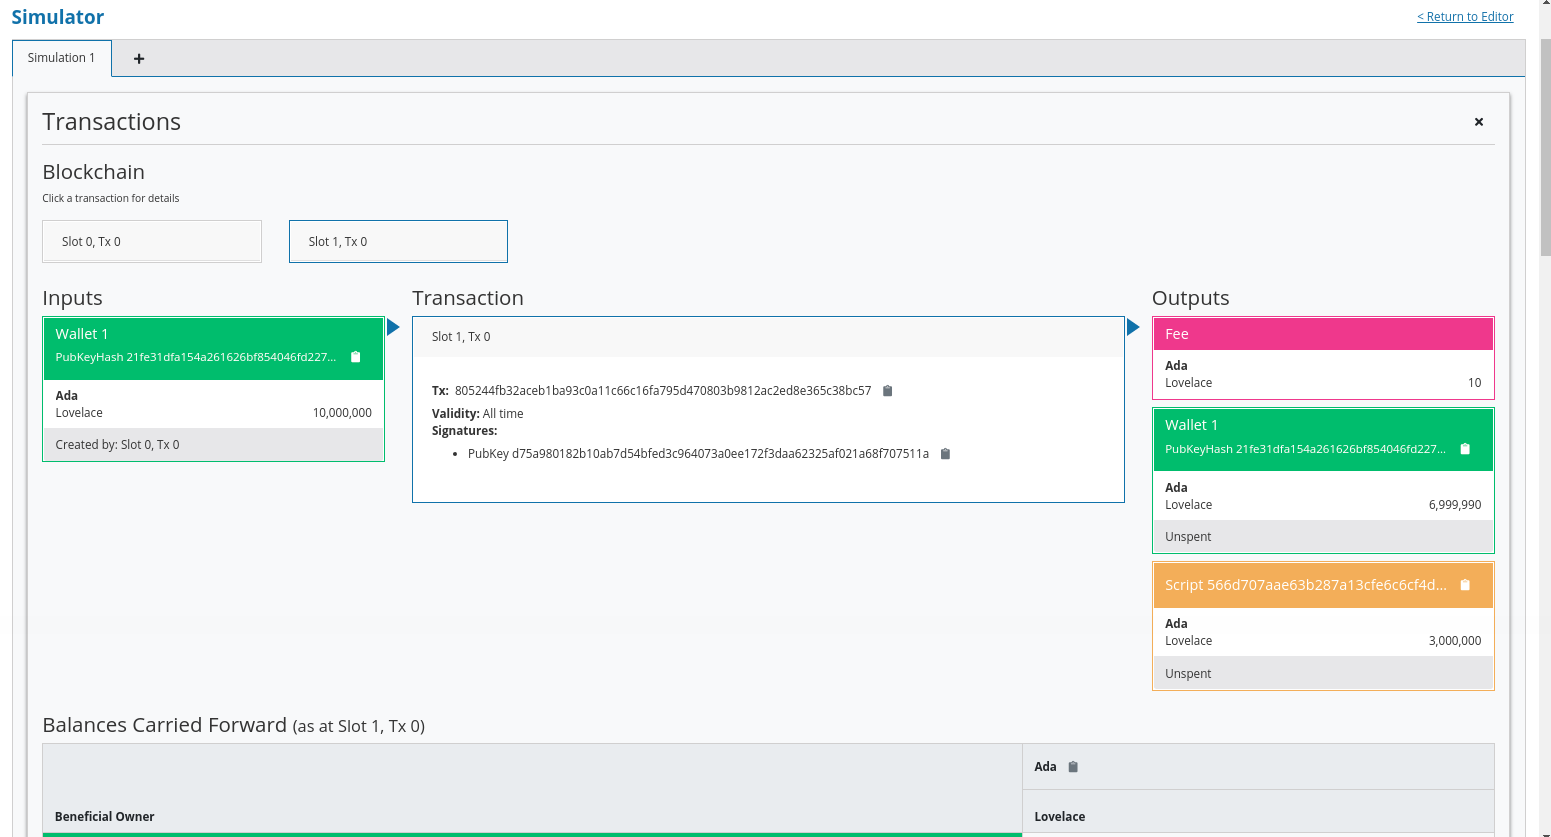 Simulator
< Return to Editor
Simulation 1
+
Transactions
×
Blockchain
Click a transaction for details
Slot 0, Tx 0
Slot 1, Tx 0
Inputs
Wallet 1
PubKeyHash 21fe31dfa154a261626bf854046fd227...
Ada
Lovelace 10,000,000
Created by: Slot 0, Tx 0
Transaction
Slot 1, Tx 0
Tx: 805244fb32aceb1ba93c0a11c66c16fa795d470803b9812ac2ed8e365c38bc57
Validity: All time
Signatures:
• PubKey d75a980182b10ab7d54bfed3c964073a0ee172f3daa62325af021a68f707511a
Outputs
Fee
Ada
Lovelace 10
Wallet 1
PubKeyHash 21fe31dfa154a261626bf854046fd227...
Ada
Lovelace 6,999,990
Unspent
Script 566d707aae63b287a13cfe6c6cf4d...
Ada
Lovelace 3,000,000
Unspent
Balances Carried Forward (as at Slot 1, Tx 0)
Ada
Beneficial Owner
Lovelace